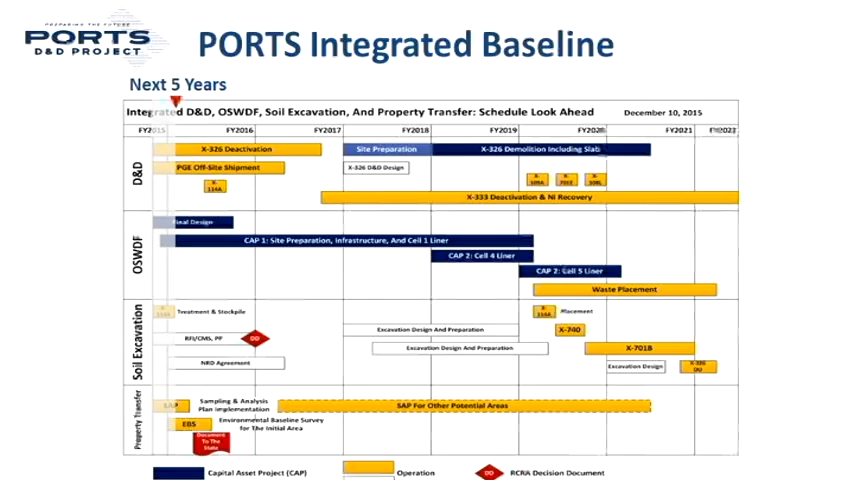 PREPARING THE FUTURE
PORTS
D&D PROJECT
PORTS Integrated Baseline
Next 5 Years
Integrated D&D, OSWDF, Soil Excavation, And Property Transfer: Schedule Look Ahead
December 10, 2015
FY2015 FY2016 FY2017 FY2018 FY2019 FY2020 FY2021
D&D
X-326 Deactivation
Site Preparation
X-326 Demolition Including Slab
PGE Off-Site Shipment
X-326 D&D Design
X-114A
X-333 Deactivation & Ni Recovery
OSWDF
Final Design
CAP 1: Site Preparation, Infrastructure, And Cell 1 Liner
CAP 2: Cell 4 Liner
CAP 2: Cell 5 Liner
Waste Placement
Soil Excavation
X-114A
Treatment & Stockpile
X-114A
Placement
RFI/CMS, PP
DD
Excavation Design And Preparation
X-740
Excavation Design And Preparation
X-701B
NRD Agreement
Excavation Design
X-326
Property Transfer
SAP
Sampling & Analysis
Plan Implementation
SAP For Other Potential Areas
EBS
Environmental Baseline Survey
for The Initial Area
Document
To The
State
Capital Asset Project (CAP)
Operation
DD
RCRA Decision Document